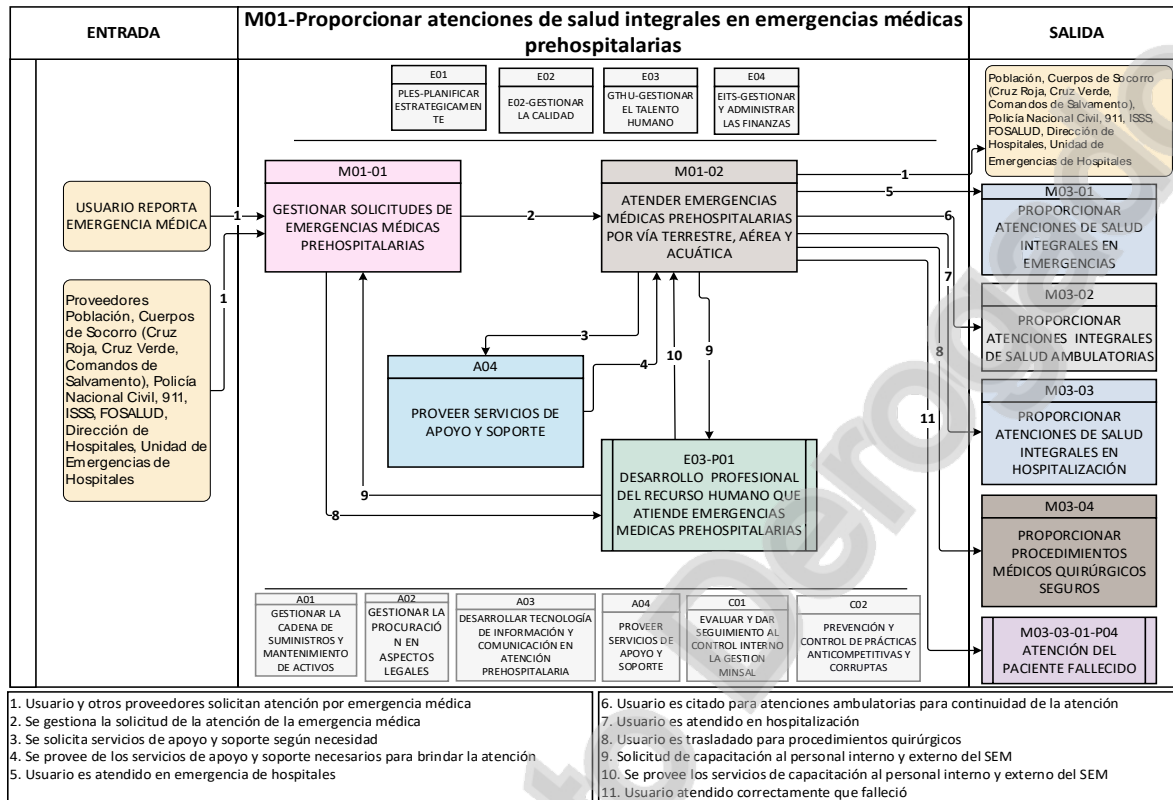 ENTRADA
M01-Proporcionar atenciones de salud integrales en emergencias médicas
prehospitalarias
SALIDA
E01
PLES-PLANIFICAR
ESTRATEGICAMEN
TE
E02
E02-GESTIONAR
LA CALIDAD
E03
GTHU-GESTIONAR
EL TALENTO
HUMANO
E04
EITS-GESTIONAR
Y ADMINISTRAR
LAS FINANZAS
USUARIO REPORTA
EMERGENCIA MÉDICA
1
Proveedores
Población, Cuerpos
de Socorro (Cruz
Roja, Cruz Verde,
Comandos de
Salvamento), Policía
Nacional Civil, 911,
ISSS, FOSALUD,
Dirección de
Hospitales, Unidad de
Emergencias de
Hospitales
1
M01-01
GESTIONAR SOLICITUDES DE
EMERGENCIAS MÉDICAS
PREHOSPITALARIAS
2
M01-02
ATENDER EMERGENCIAS
MÉDICAS PREHOSPITALARIAS
POR VÍA TERRESTRE, AÉREA Y
ACUÁTICA
3
4
10
9
A04
PROVEER SERVICIOS DE
APOYO Y SOPORTE
E03-P01
DESARROLLO PROFESIONAL
DEL RECURSO HUMANO QUE
ATIENDE EMERGENCIAS
MEDICAS PREHOSPITALARIAS
9
8
1
5
6
7
8
11
Población, Cuerpos de Socorro
(Cruz Roja, Cruz Verde,
Comandos de Salvamento),
Policía Nacional Civil, 911, ISSS,
FOSALUD, Dirección de
Hospitales, Unidad de
Emergencias de Hospitales
M03-01
PROPORCIONAR
ATENCIONES DE SALUD
INTEGRALES EN
EMERGENCIAS
M03-02
PROPORCIONAR
ATENCIONES INTEGRALES
DE SALUD AMBULATORIAS
M03-03
PROPORCIONAR
ATENCIONES DE SALUD
INTEGRALES EN
HOSPITALIZACIÓN
M03-04
PROPORCIONAR
PROCEDIMIENTOS
MÉDICOS QUIRÚRGICOS
SEGUROS
M03-03-01-P04
ATENCIÓN DEL
PACIENTE FALLECIDO
A01
GESTIONAR LA
CADENA DE
SUMINISTROS Y
MANTENIMIENTO
DE ACTIVOS
A02
GESTIONAR LA
PROCURACIÓ
N EN
ASPECTOS
LEGALES
A03
DESARROLLAR TECNOLOGÍA
DE INFORMACIÓN Y
COMUNICACIÓN EN
ATENCIÓN
PREHOSPITALARIA
A04
PROVEER
SERVICIOS DE
APOYO Y
SOPORTE
C01
EVALUAR Y DAR
SEGUIMIENTO AL
CONTROL INTERNO
LA GESTION
MINSAL
C02
PREVENCIÓN Y
CONTROL DE PRÁCTICAS
ANTICOMPETITIVAS Y
CORRUPTAS
1. Usuario y otros proveedores solicitan atención por emergencia médica
2. Se gestiona la solicitud de la atención de la emergencia médica
3. Se solicita servicios de apoyo y soporte según necesidad
4. Se provee de los servicios de apoyo y soporte necesarios para brindar la atención
5. Usuario es atendido en emergencia de hospitales
6. Usuario es citado para atenciones ambulatorias para continuidad de la atención
7. Usuario es atendido en hospitalización
8. Usuario es trasladado para procedimientos quirúrgicos
9. Solicitud de capacitación al personal interno y externo del SEM
10. Se provee los servicios de capacitación al personal interno y externo del SEM
11. Usuario atendido correctamente que falleció